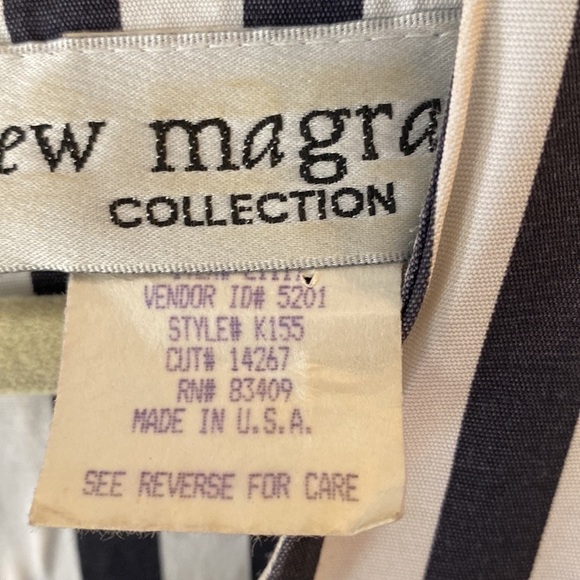 ew magra
COLLECTION
VENDOR ID# 5201
STYLE# K155
CUT# 14267
RN# 83409
MADE IN U.S.A.
SEE REVERSE FOR CARE